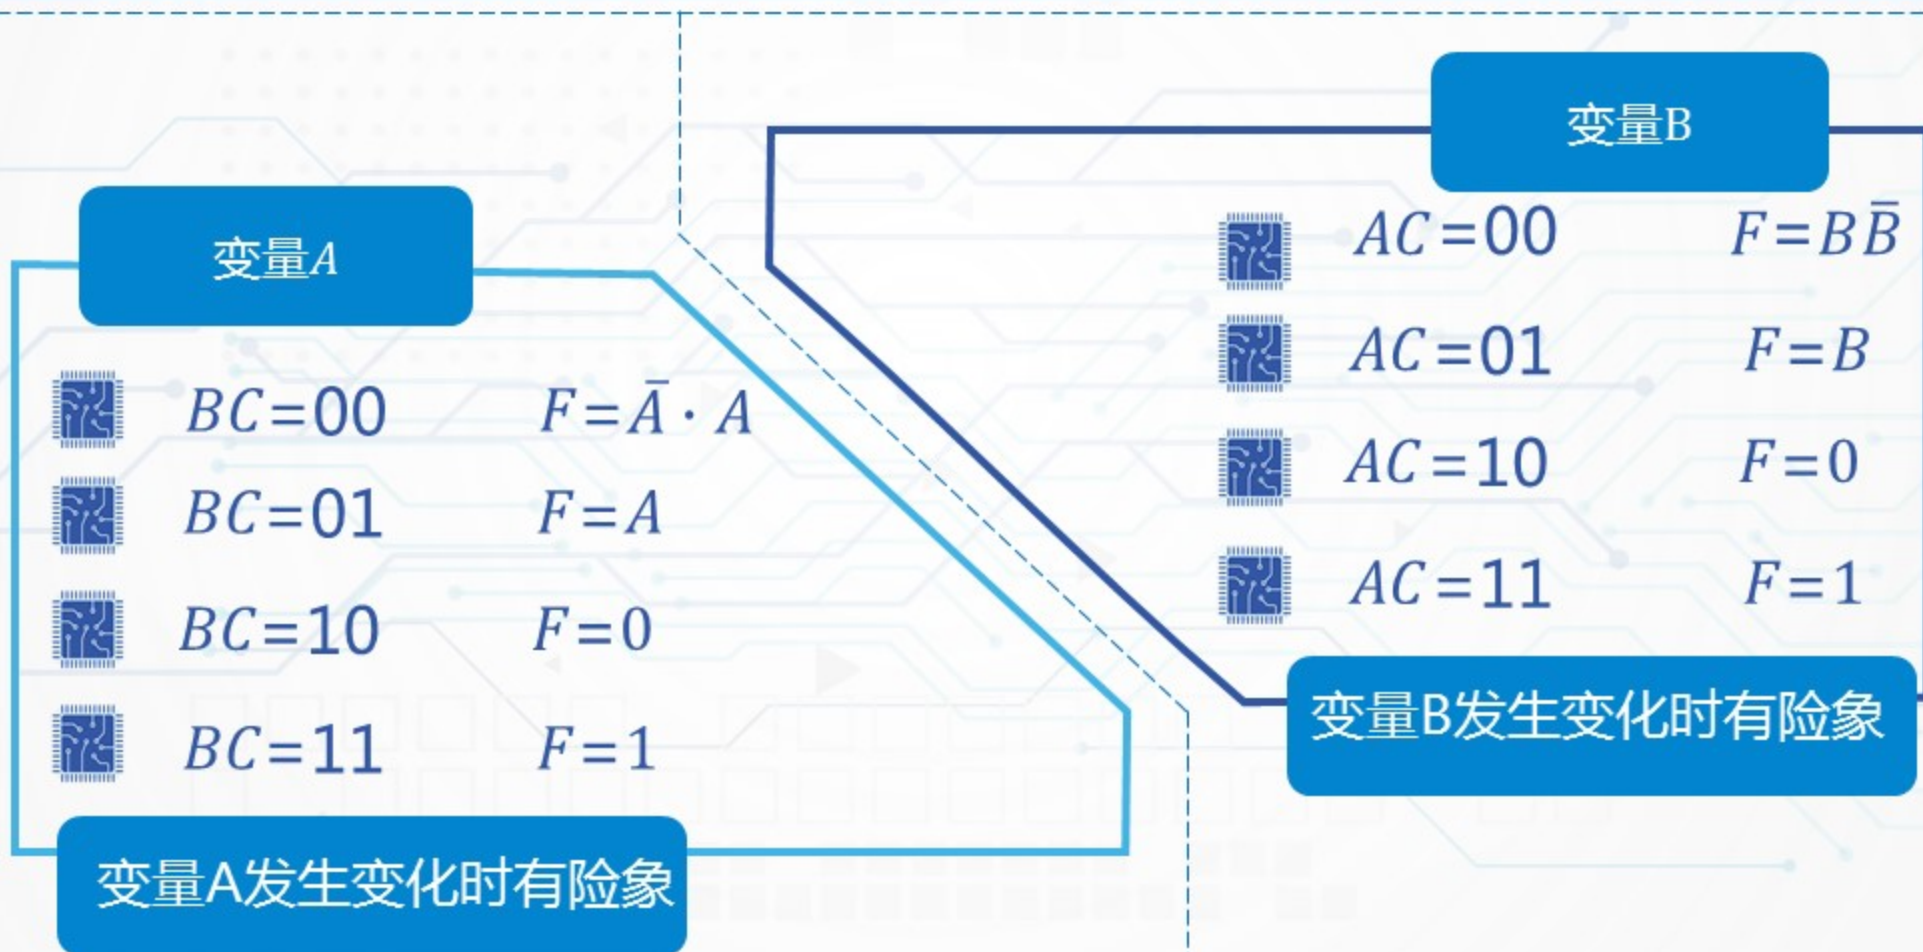 变量A
BC=00 F=Ā · A
BC=01 F=A
BC=10 F=0
BC=11 F=1
变量A发生变化时有险象
变量B
AC=00 F=BB̄
AC=01 F=B
AC=10 F=0
AC=11 F=1
变量B发生变化时有险象